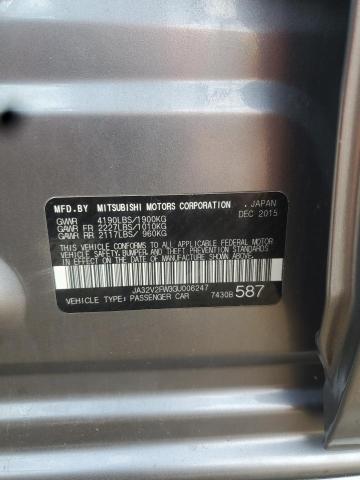 MFD.BY MITSUBISHI MOTORS CORPORATION , JAPAN
GWWR 4190LBS/1900KG DEC 2015
GAWR FR 2227LBS/1010KG
GAWR RR 2117LBS/ 960KG
THIS VEHICLE CONFORMS TO ALL APPLICABLE FEDERAL MOTOR
VEHICLE SAFETY, BUMPER AND THEFT PREVENTION STANDARDS
IN EFFECT ON THE DATE OF MANUFACTURE SHOWN ABOVE.
JA32V2FW3GU006247
VEHICLE TYPE: PASSENGER CAR 7430B 587